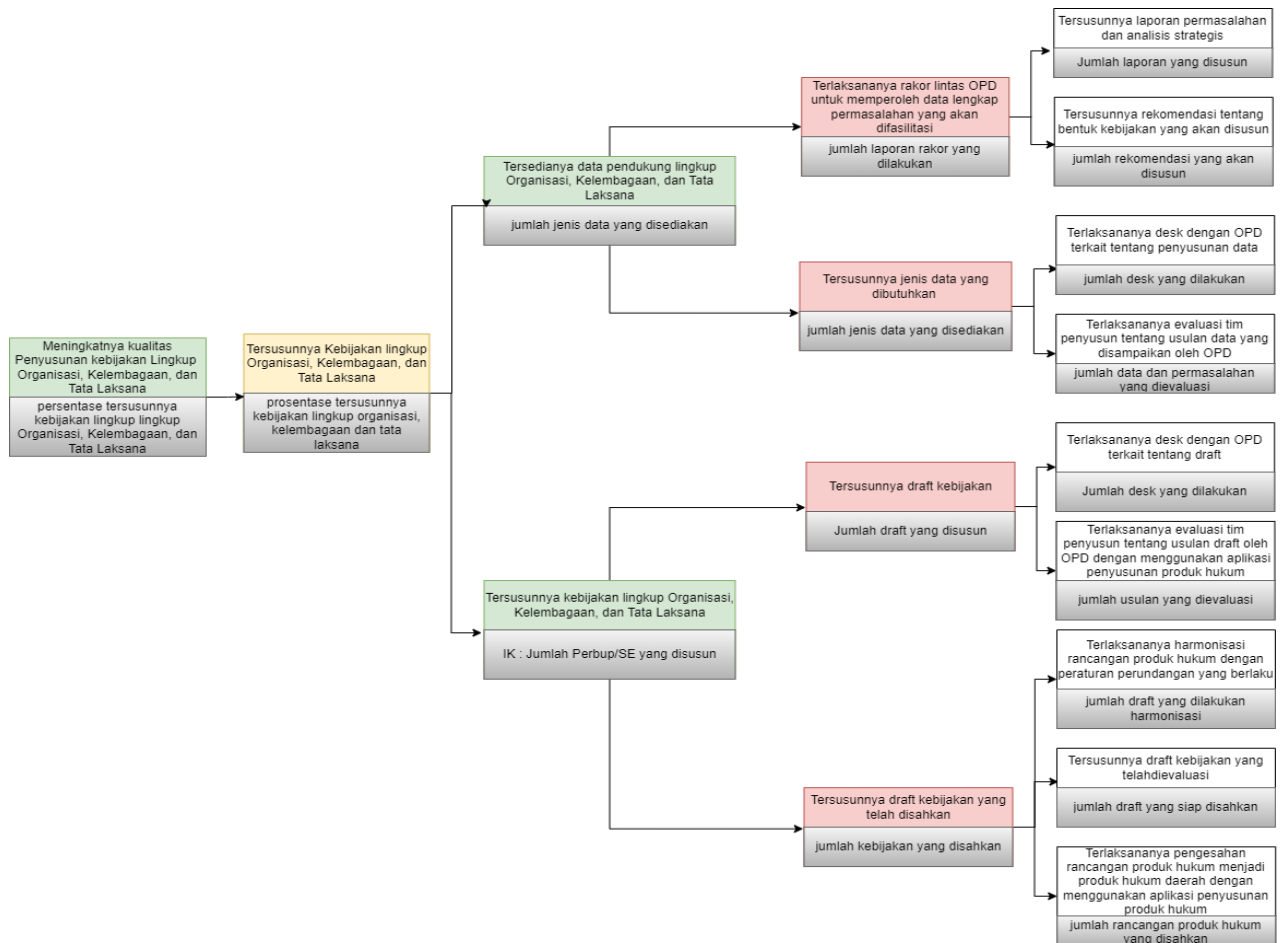 Tersusunnya laporan permasalahan
dan analisis strategis
Jumlah laporan yang disusun
Terlaksananya rakor lintas OPD
untuk memperoleh data lengkap
permasalahan yang akan
difasilitasi
jumlah laporan rakor yang
dilakukan
Tersusunnya rekomendasi tentang
bentuk kebijakan yang akan disusun
jumlah rekomendasi yang akan
disusun
Tersedianya data pendukung lingkup
Organisasi, Kelembagaan, dan Tata
Laksana
jumlah jenis data yang disediakan
Terlaksananya desk dengan OPD
terkait tentang penyusunan data
jumlah desk yang dilakukan
Tersusunnya jenis data yang
dibutuhkan
jumlah jenis data yang disediakan
Terlaksananya evaluasi tim
penyusun tentang usulan data yang
disampaikan oleh OPD
jumlah data dan permasalahan
yang dievaluasi
Meningkatnya kualitas
Penyusunan kebijakan Lingkup
Organisasi, Kelembagaan, dan
Tata Laksana
persentase tersusunnya
kebijakan lingkup lingkup
Organisasi, Kelembagaan, dan
Tata Laksana
Tersusunnya Kebijakan lingkup
Organisasi, Kelembagaan, dan
Tata Laksana
prosentase tersusunnya
kebijakan lingkup organisasi,
kelembagaan dan tata
laksana
Terlaksananya desk dengan OPD
terkait tentang draft
Jumlah desk yang dilakukan
Tersusunnya draft kebijakan
Jumlah draft yang disusun
Terlaksananya evaluasi tim
penyusun tentang usulan draft oleh
OPD dengan menggunakan aplikasi
penyusunan produk hukum
jumlah usulan yang dievaluasi
Tersusunnya kebijakan lingkup Organisasi,
Kelembagaan, dan Tata Laksana
IK : Jumlah Perbup/SE yang disusun
Terlaksananya harmonisasi
rancangan produk hukum dengan
peraturan perundangan yang berlaku
jumlah draft yang dilakukan
harmonisasi
Tersusunnya draft kebijakan yang
telahdievaluasi
jumlah draft yang siap disahkan
Tersusunnya draft kebijakan yang
telah disahkan
jumlah kebijakan yang disahkan
Terlaksananya pengesahan
rancangan produk hukum menjadi
produk hukum daerah dengan
menggunakan aplikasi penyusunan
produk hukum
jumlah rancangan produk hukum
yang disahkan